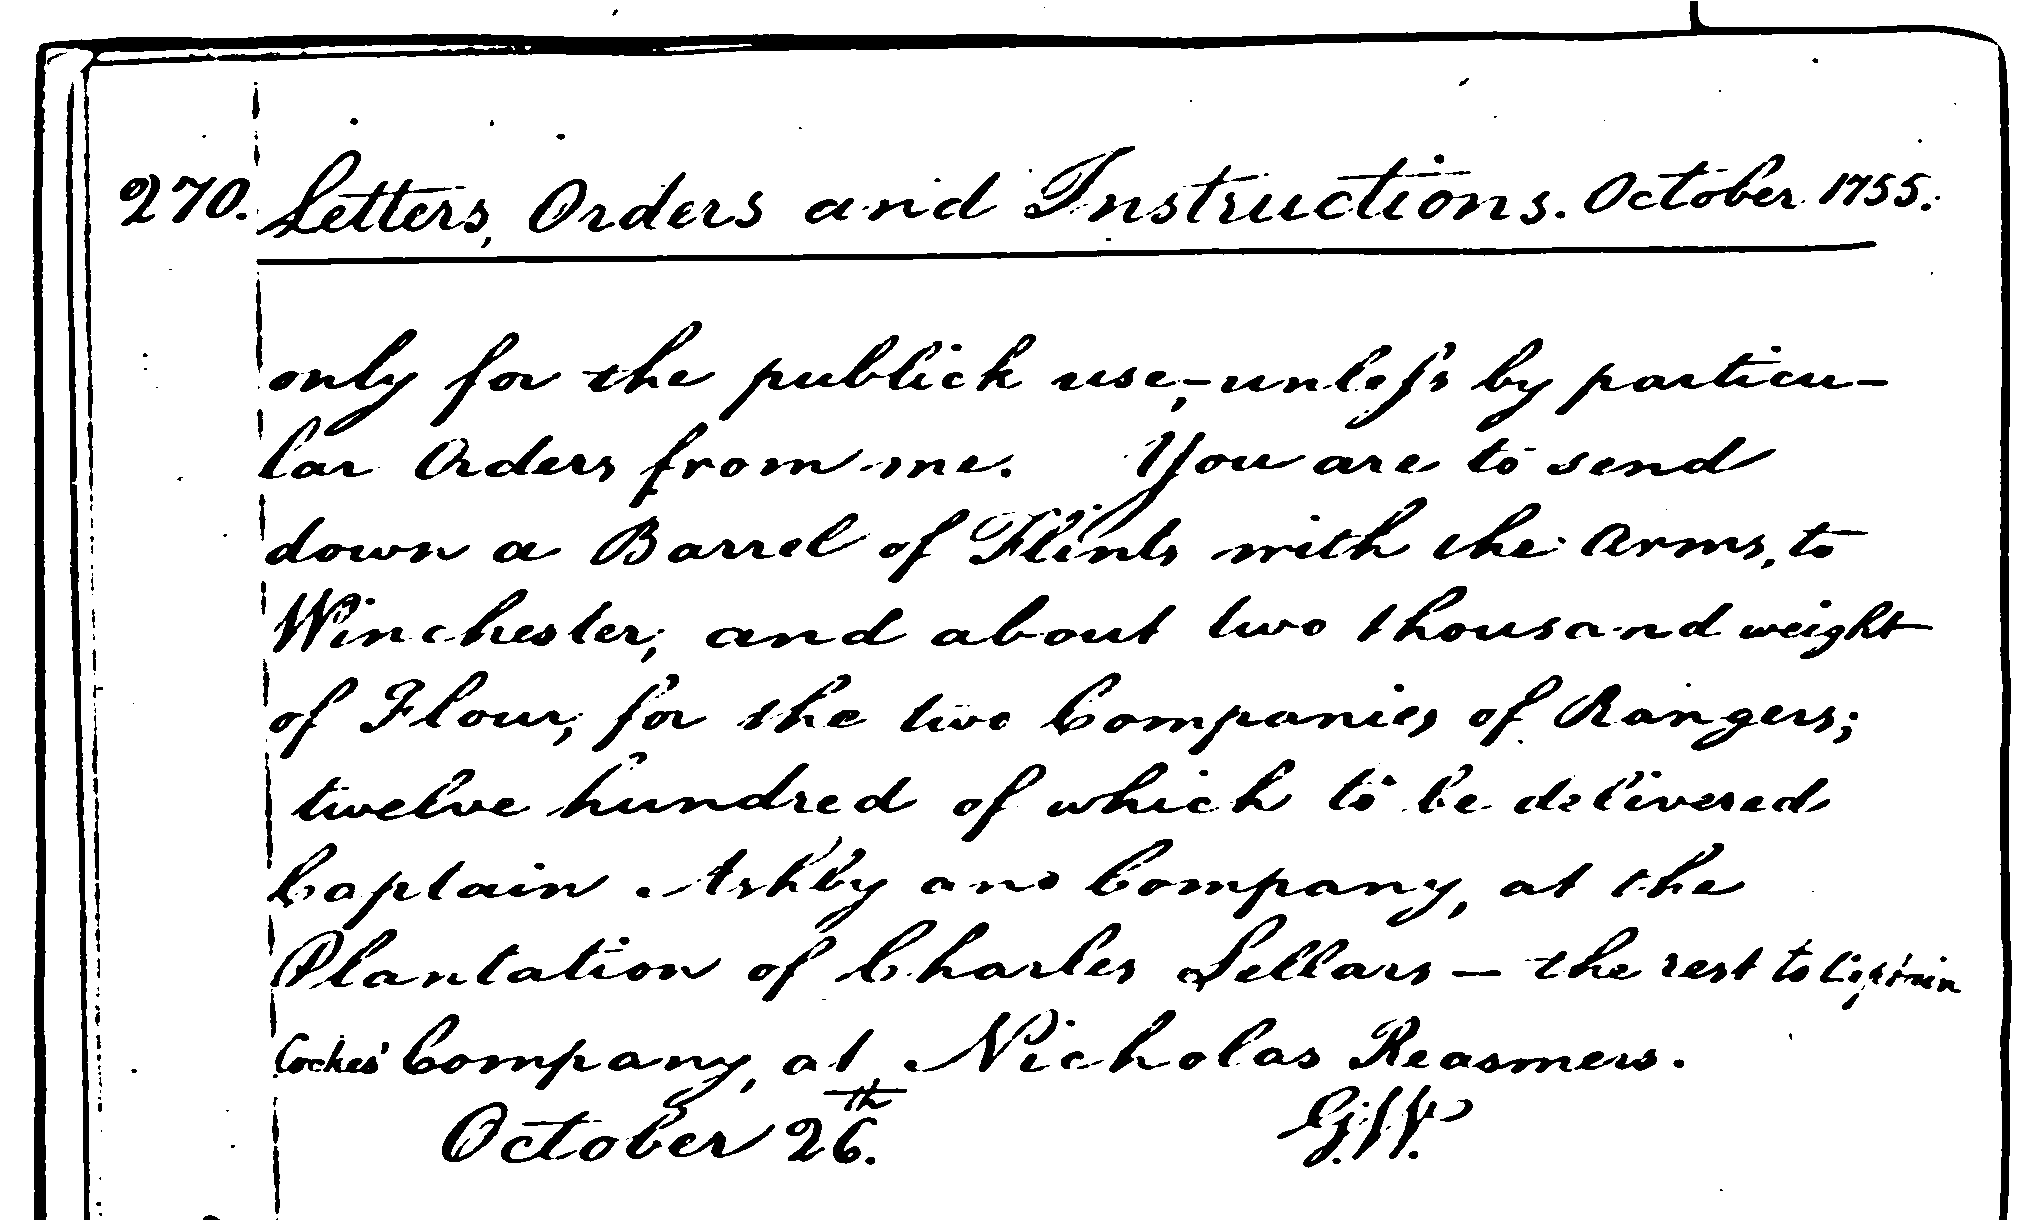 270. Letters, Orders and Instructions. October 1755.
only for the publick use,-unless by particu-
lar Orders from me. You are to send
down a Barrel of Flints with the Arms, to
Winchester, and about two thousand weight
of Flour, for the two Companies of Rangers;
twelve hundred of which to be delivered
Captain Ashby and Company, at the
Plantation of Charles Sellars — the rest to Captain
Cockes' Company, at Nicholas Reasmers.
October 26.th G.W.